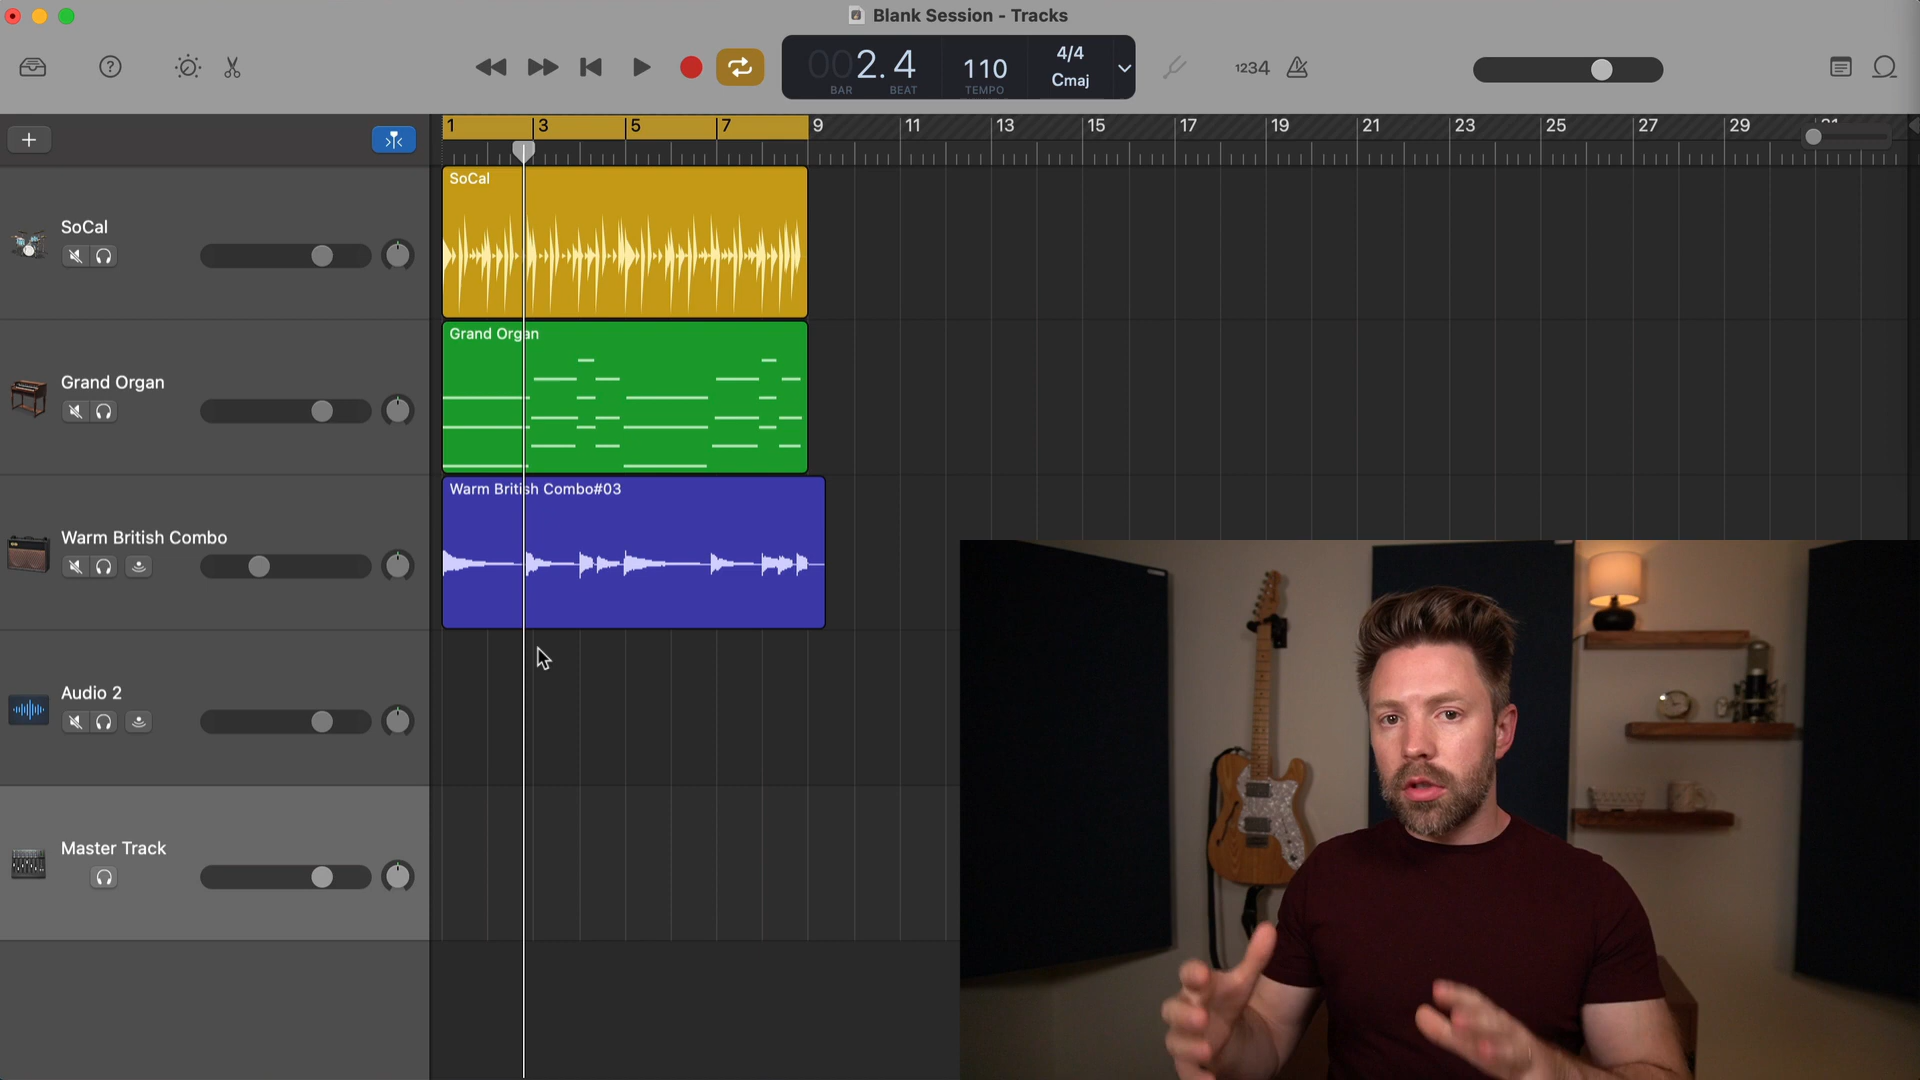 Blank Session - Tracks
002.4
BAR
BEAT
110
TEMPO
4/4
Cmaj
1234
1
3
5
7
9
11
13
15
17
19
21
23
25
27
29
SoCal
SoCal
Grand Organ
Grand Organ
Warm British Combo#03
Warm British Combo
Audio 2
Master Track